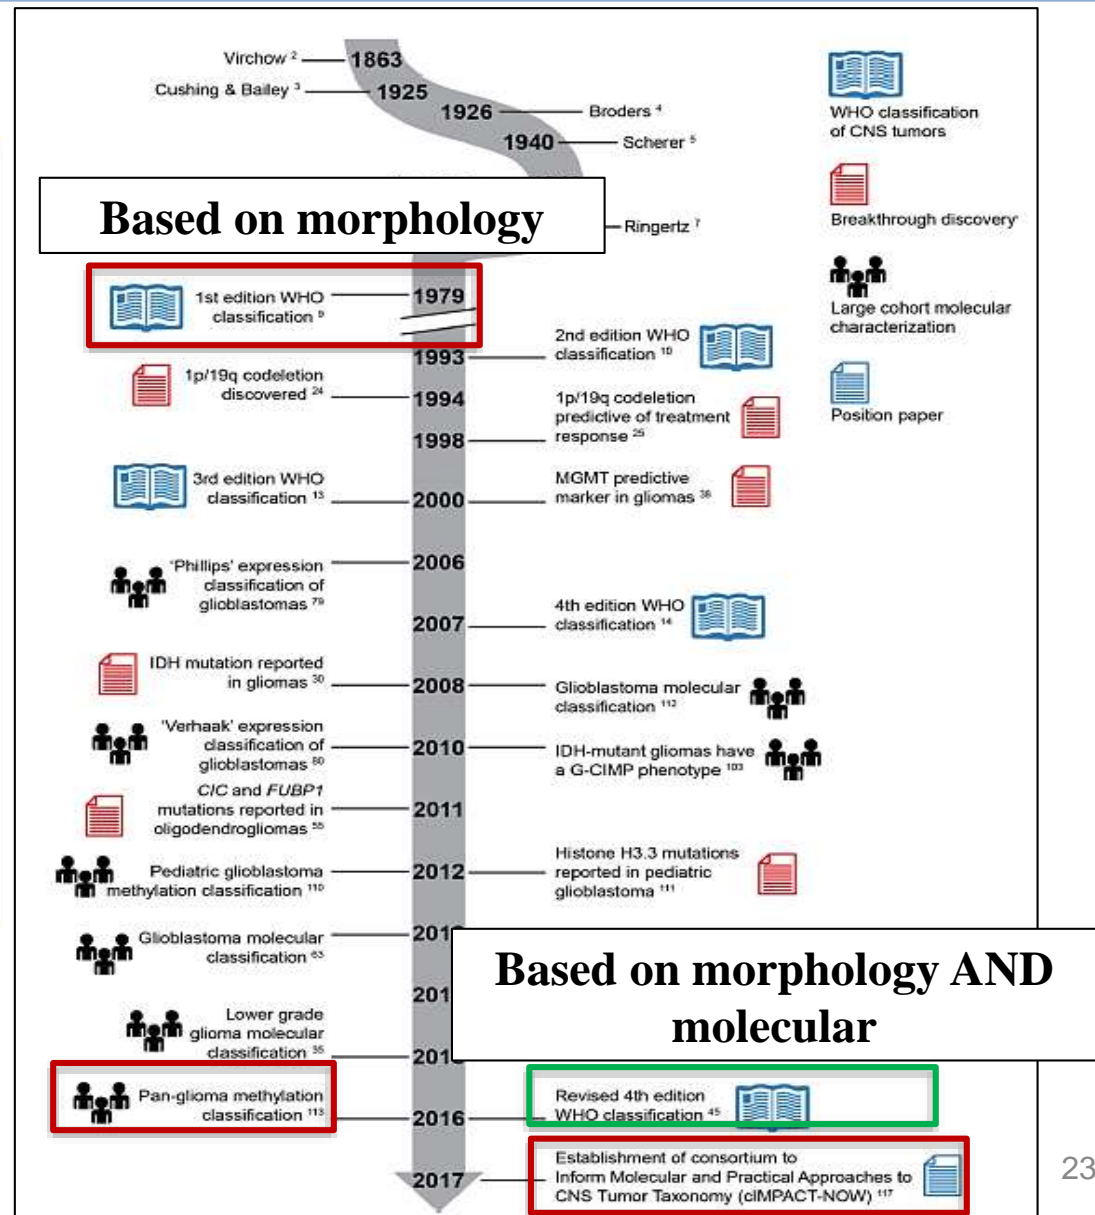 Virchow 2
1863
Cushing & Bailey 3
1925
1926
Broders 4
1940
Scherer 5
Based on morphology
Ringertz 7
WHO classification
of CNS tumors
Breakthrough discovery
Large cohort molecular
characterization
Position paper
1st edition WHO
classification 9
1979
2nd edition WHO
classification 10
1993
1p/19q codeletion
discovered 24
1994
1p/19q codeletion
predictive of treatment
response 25
1998
3rd edition WHO
classification 13
2000
MGMT predictive
marker in gliomas 38
'Phillips' expression
classification of
glioblastomas 79
2006
2007
4th edition WHO
classification 14
IDH mutation reported
in gliomas 30
2008
Glioblastoma molecular
classification 112
'Verhaak' expression
classification of
glioblastomas 80
2010
IDH-mutant gliomas have
a G-CIMP phenotype 103
CIC and FUBP1
mutations reported in
oligodendrogliomas 55
2011
Pediatric glioblastoma
methylation classification 110
2012
Histone H3.3 mutations
reported in pediatric
glioblastoma 111
Glioblastoma molecular
classification 63
Based on morphology AND
molecular
Lower grade
glioma molecular
classification 35
Pan-glioma methylation
classification 113
2016
Revised 4th edition
WHO classification 45
2017
Establishment of consortium to
Inform Molecular and Practical Approaches to
CNS Tumor Taxonomy (cIMPACT-NOW) 117
23